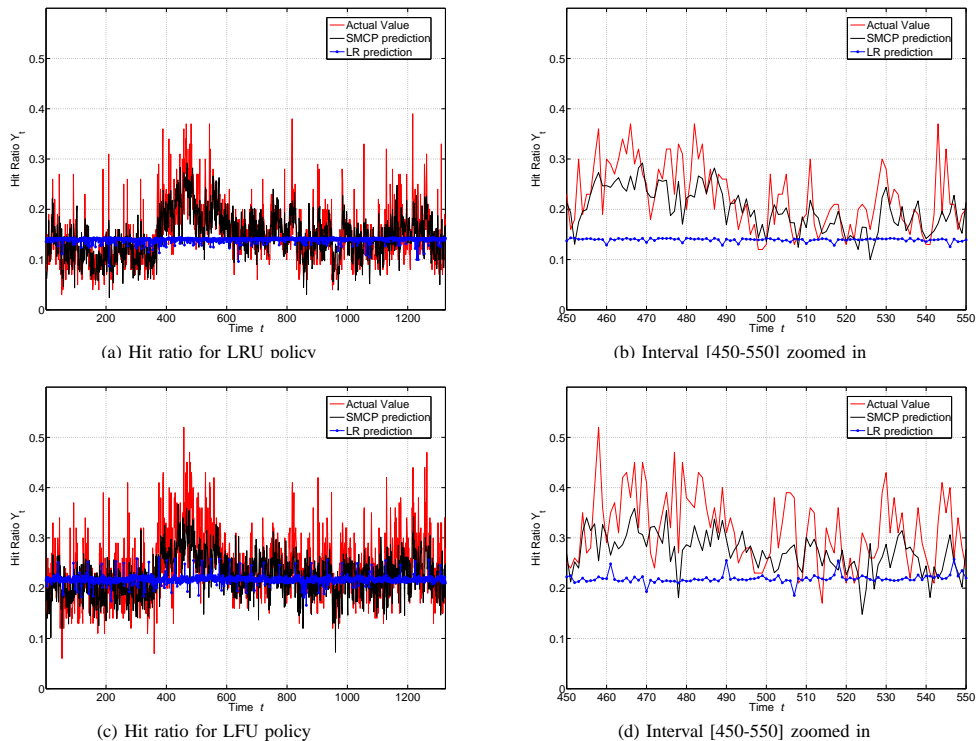 0.5
0.4
0.3
0.2
0.1
0
Hit Ratio Y_t
200 400 600 800 1000 1200
Time t
Actual Value
SMCP prediction
LR prediction
(a) Hit ratio for LRU policy
0.5
0.4
0.3
0.2
0.1
0
Hit Ratio Y_t
450 460 470 480 490 500 510 520 530 540 550
Time t
Actual Value
SMCP prediction
LR prediction
(b) Interval [450-550] zoomed in
0.5
0.4
0.3
0.2
0.1
0
Hit Ratio Y_t
200 400 600 800 1000 1200
Time t
Actual Value
SMCP prediction
LR prediction
(c) Hit ratio for LFU policy
0.5
0.4
0.3
0.2
0.1
0
Hit Ratio Y_t
450 460 470 480 490 500 510 520 530 540 550
Time t
Actual Value
SMCP prediction
LR prediction
(d) Interval [450-550] zoomed in